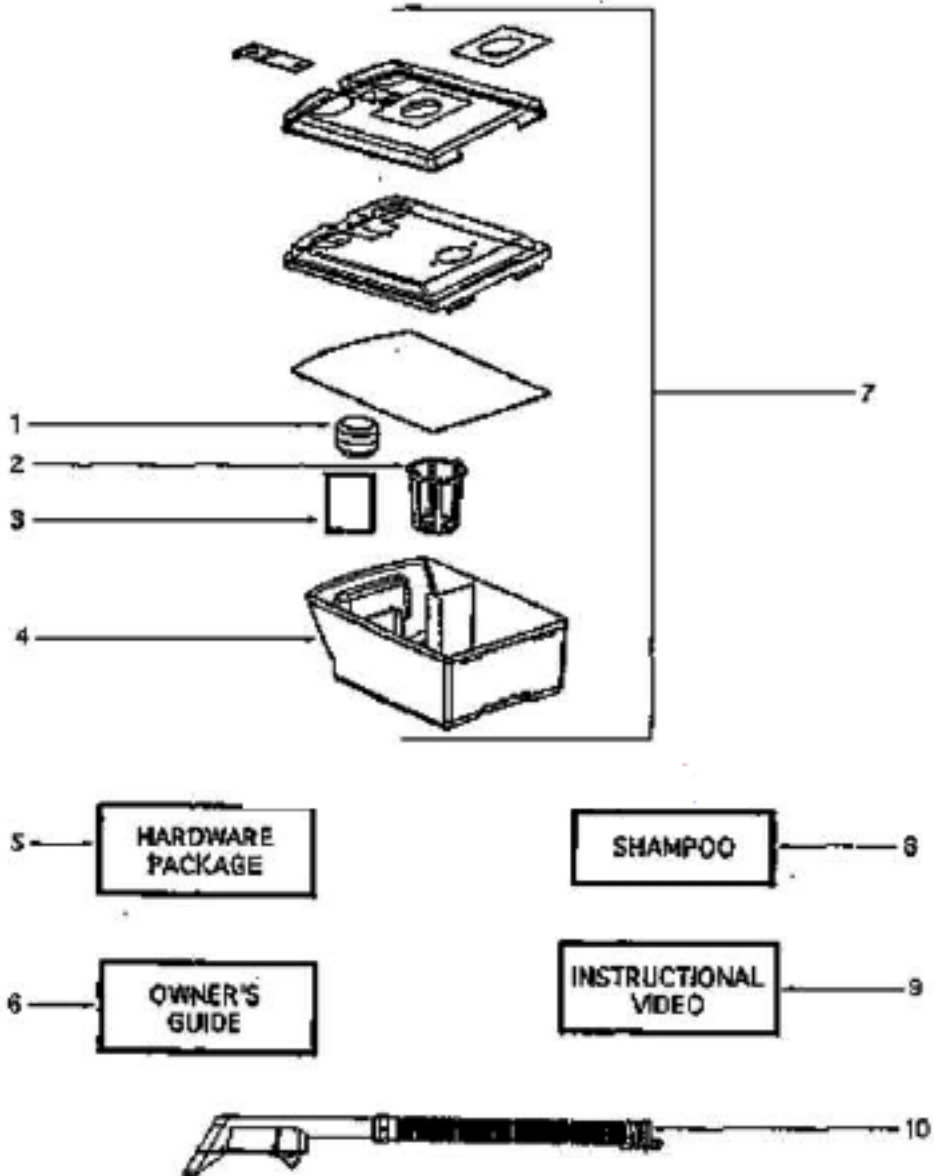 7
1
2
3
4
5
HARDWARE
PACKAGE
SHAMPOO
8
6
OWNER'S
GUIDE
INSTRUCTIONAL
VIDEO
9
10